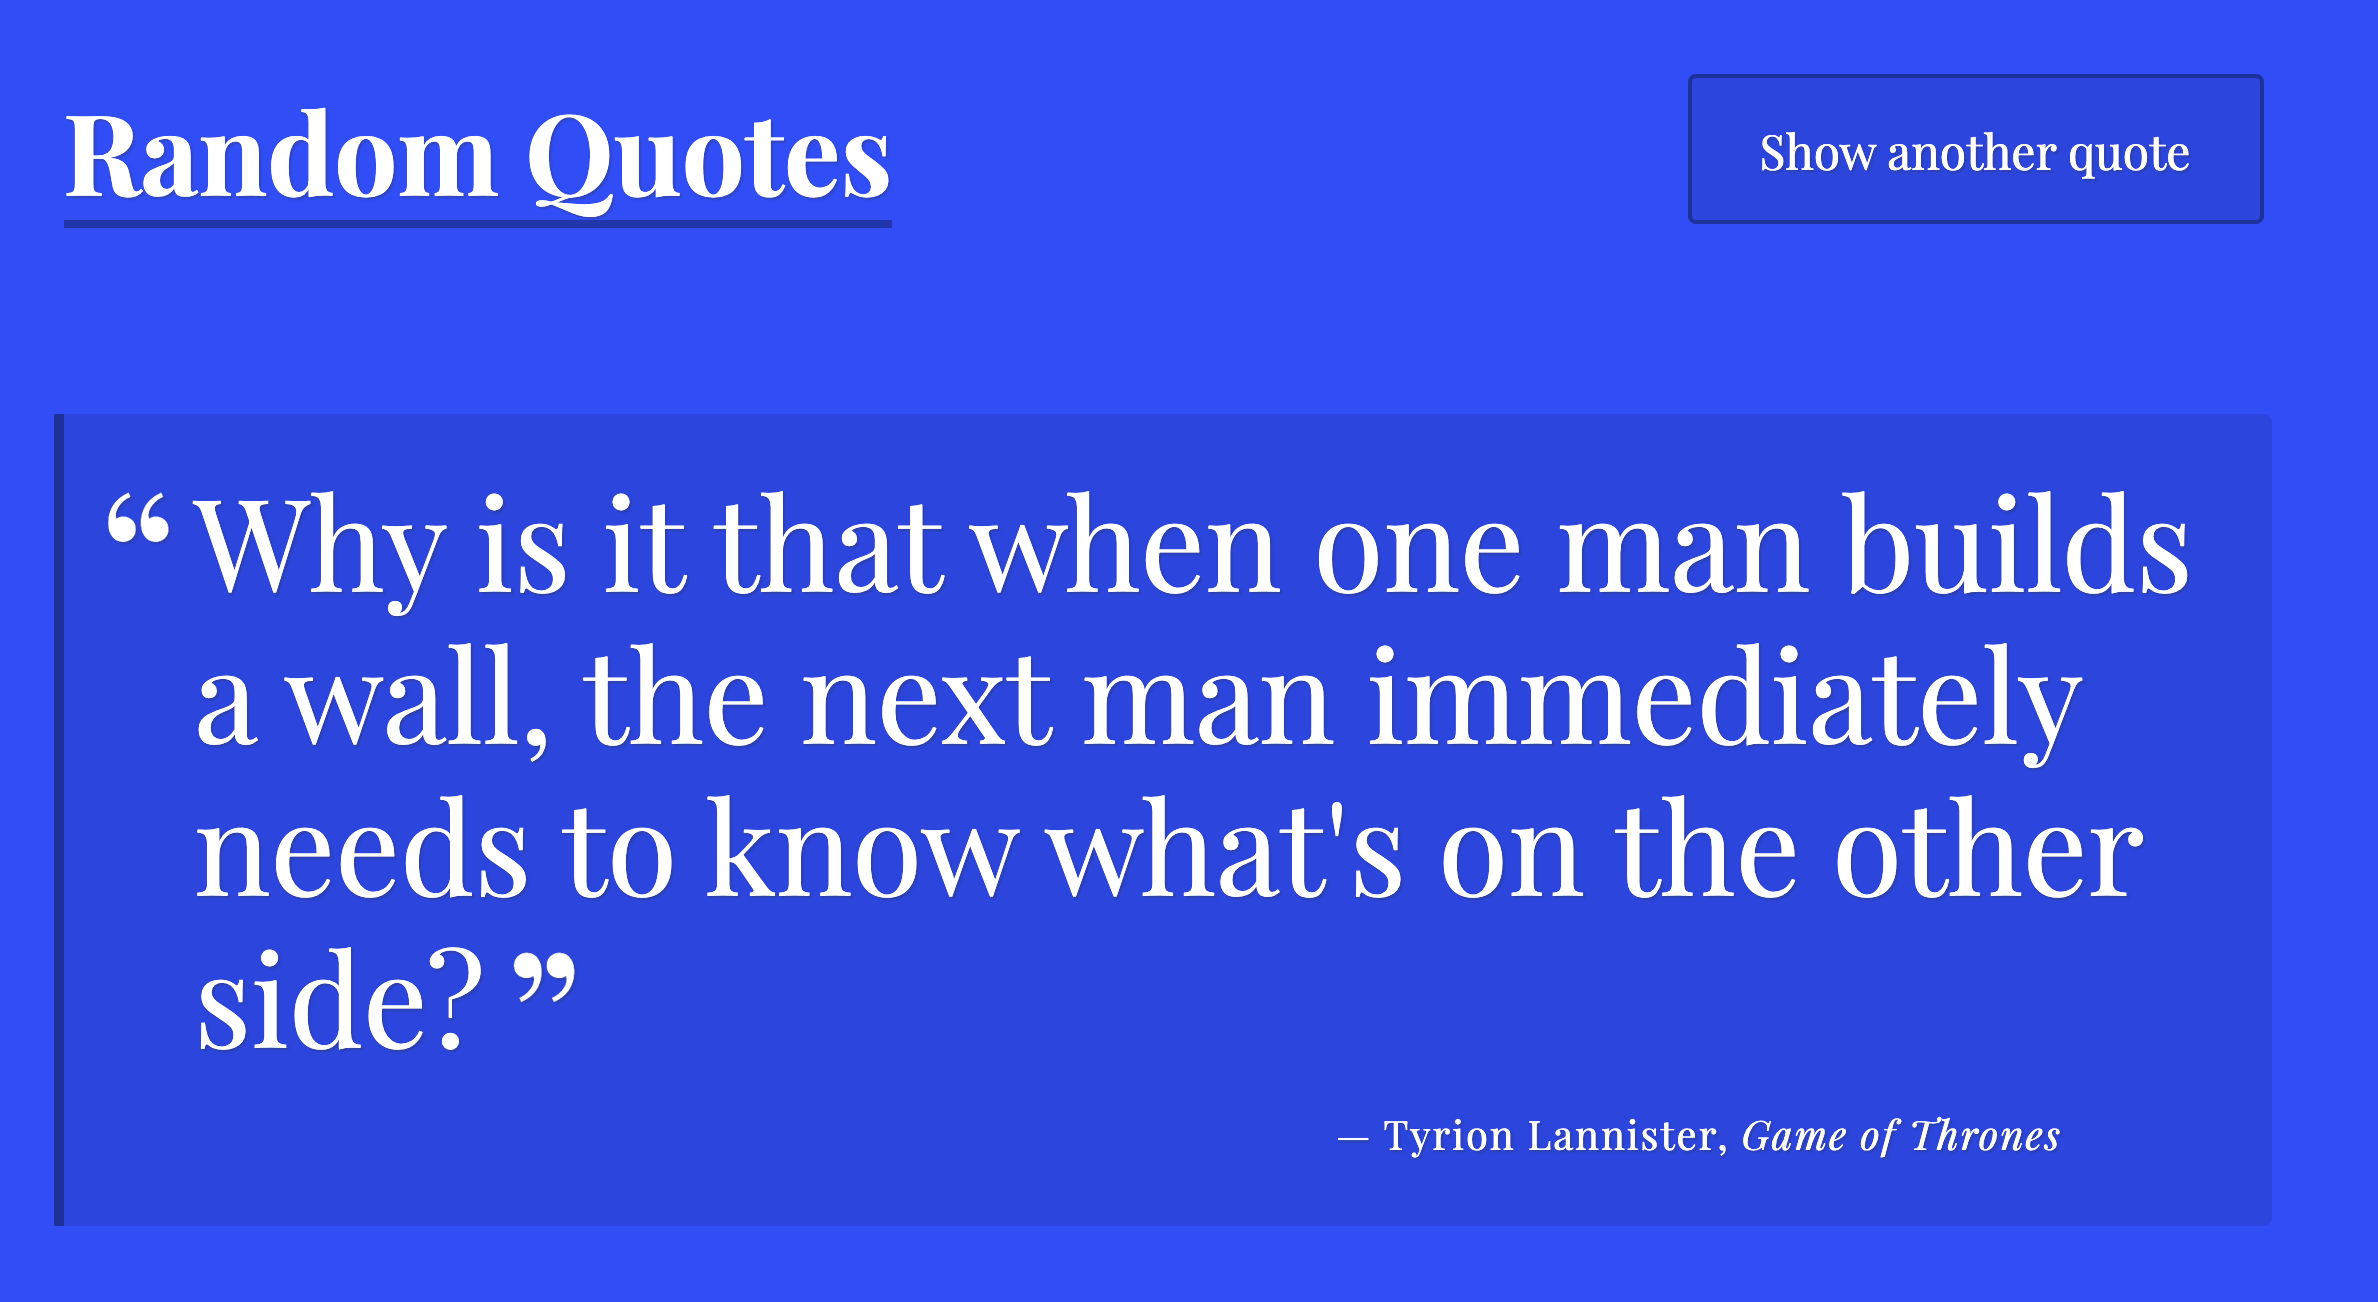 Random Quotes
Show another quote
“Why is it that when one man builds
a wall, the next man immediately
needs to know what's on the other
side?”
— Tyrion Lannister, Game of Thrones